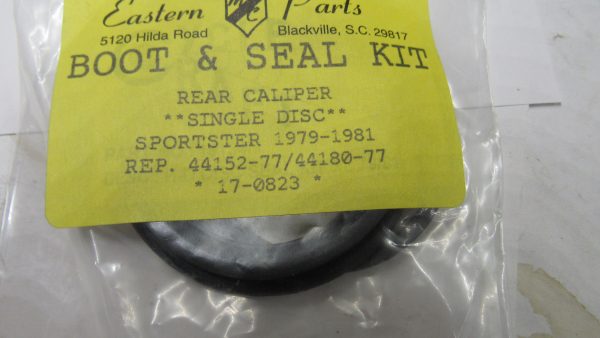 Eastern Parts
5120 Hilda Road Blackville, S.C. 29817
BOOT & SEAL KIT
REAR CALIPER
**SINGLE DISC**
SPORTSTER 1979-1981
REP. 44152-77/44180-77
* 17-0823 *